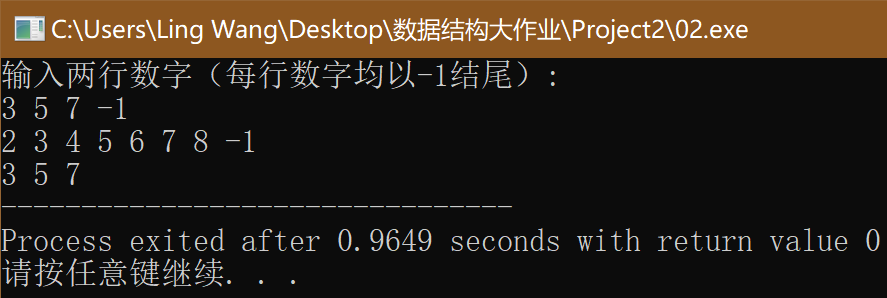 C:\Users\Ling Wang\Desktop\数据结构大作业\Project2\02.exe
输入两行数字（每行数字均以-1结尾）:
3 5 7 -1
2 3 4 5 6 7 8 -1
3 5 7
--------------------------------
Process exited after 0.9649 seconds with return value 0
请按任意键继续. . .